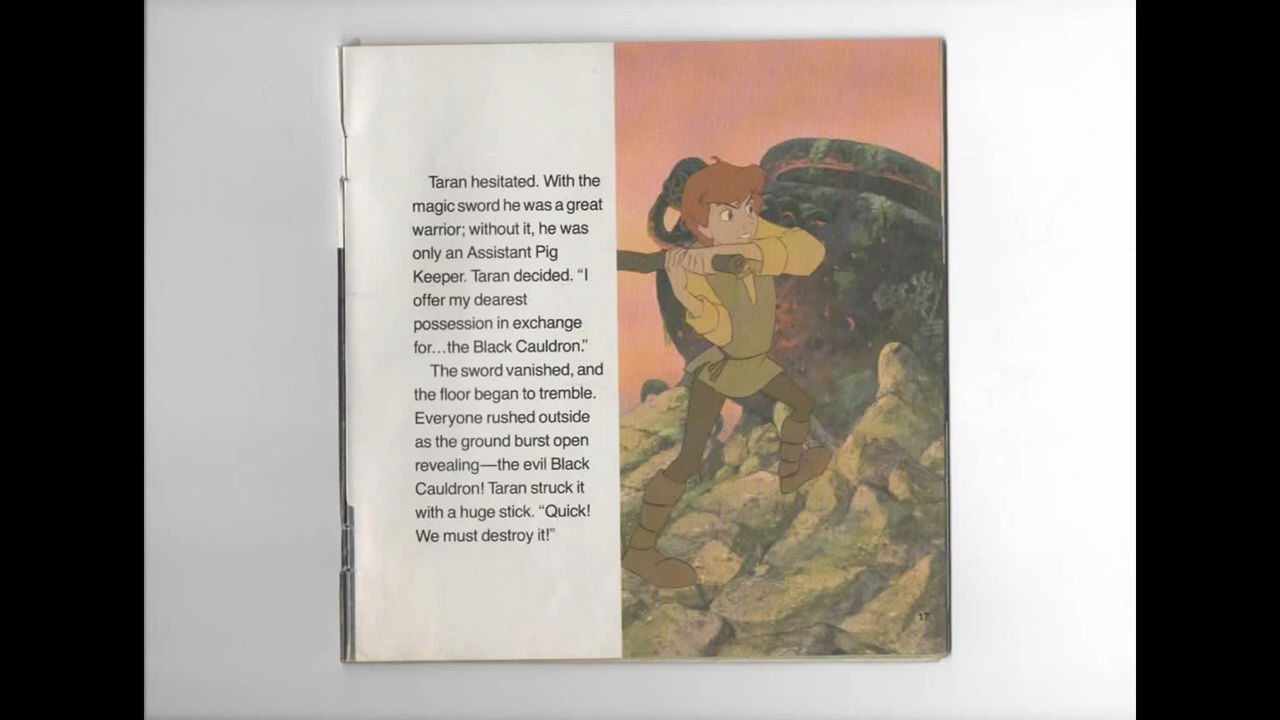 Taran hesitated. With the
magic sword he was a great
warrior; without it, he was
only an Assistant Pig
Keeper. Taran decided. “I
offer my dearest
possession in exchange
for...the Black Cauldron.”
The sword vanished, and
the floor began to tremble.
Everyone rushed outside
as the ground burst open
revealing—the evil Black
Cauldron! Taran struck it
with a huge stick. “Quick!
We must destroy it!”
17